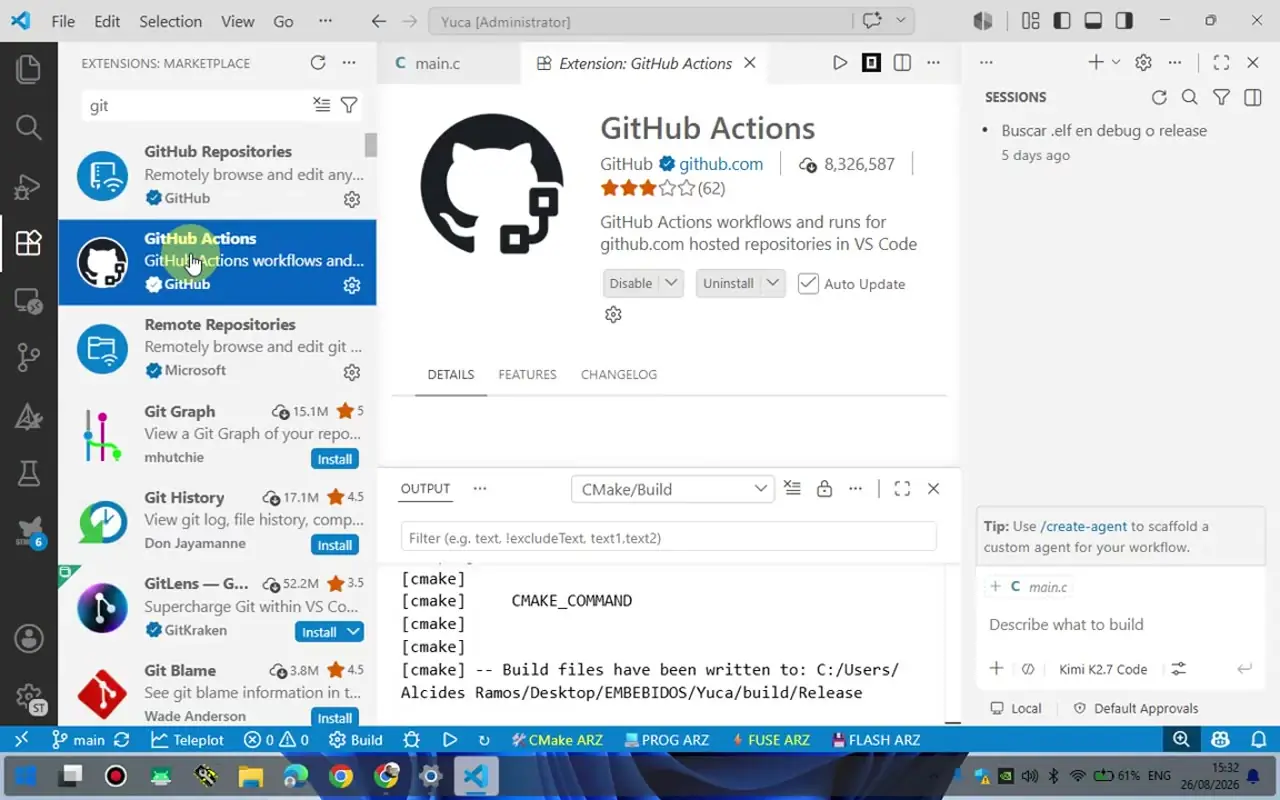 File Edit Selection View Go ···
Yuca [Administrator]
EXTENSIONS: MARKETPLACE
git
GitHub Repositories
Remotely browse and edit any...
GitHub
GitHub Actions
GitHub Actions workflows and...
GitHub
Remote Repositories
Remotely browse and edit git ...
Microsoft
Git Graph 15.1M 5
View a Git Graph of your repo...
mhutchie Install
Git History 17.1M 4.5
View git log, file history, comp...
Don Jayamanne Install
GitLens — G... 52.2M 3.5
Supercharge Git within VS Co...
GitKraken Install
Git Blame 3.8M 4.5
See git blame information in t...
Wade Anderson Install
6
ST
C main.c
Extension: GitHub Actions
GitHub Actions
GitHub github.com 8,326,587
(62)
GitHub Actions workflows and runs for
github.com hosted repositories in VS Code
Disable Uninstall Auto Update
DETAILS FEATURES CHANGELOG
OUTPUT ··· CMake/Build
Filter (e.g. text, !excludeText, text1,text2)
[cmake]
[cmake] CMAKE_COMMAND
[cmake]
[cmake]
[cmake] -- Build files have been written to: C:/Users/
Alcides Ramos/Desktop/EMBEBIDOS/Yuca/build/Release
SESSIONS
• Buscar .elf en debug o release
5 days ago
Tip: Use /create-agent to scaffold a
custom agent for your workflow.
C main.c
Describe what to build
Kimi K2.7 Code
Local Default Approvals
main Teleplot 0 0 Build CMake ARZ PROG ARZ FUSE ARZ FLASH ARZ
61% ENG 15:32
26/08/2026